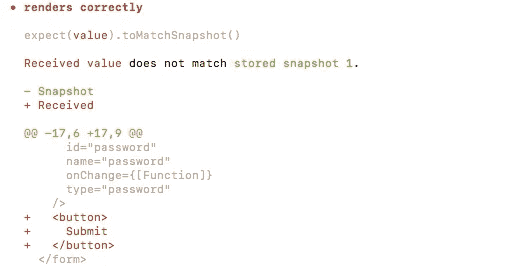 ● renders correctly
expect(value).toMatchSnapshot()
Received value does not match stored snapshot 1.
- Snapshot
+ Received
@@ -17,6 +17,9 @@
      id="password"
      name="password"
      onChange={[Function]}
      type="password"
    />
+   <button>
+     Submit
+   </button>
  </form>